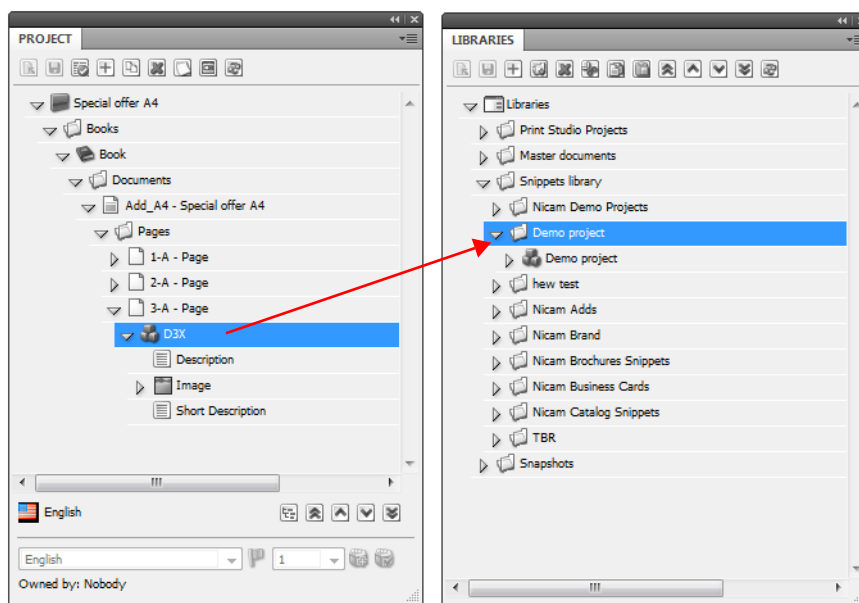 PROJECT
Special offer A4
Books
Book
Documents
Add_A4 - Special offer A4
Pages
1-A - Page
2-A - Page
3-A - Page
D3X
Description
Image
Short Description
English
English
1
Owned by: Nobody
LIBRARIES
Libraries
Print Studio Projects
Master documents
Snippets library
Nicam Demo Projects
Demo project
Demo project
hew test
Nicam Adds
Nicam Brand
Nicam Brochures Snippets
Nicam Business Cards
Nicam Catalog Snippets
TBR
Snapshots